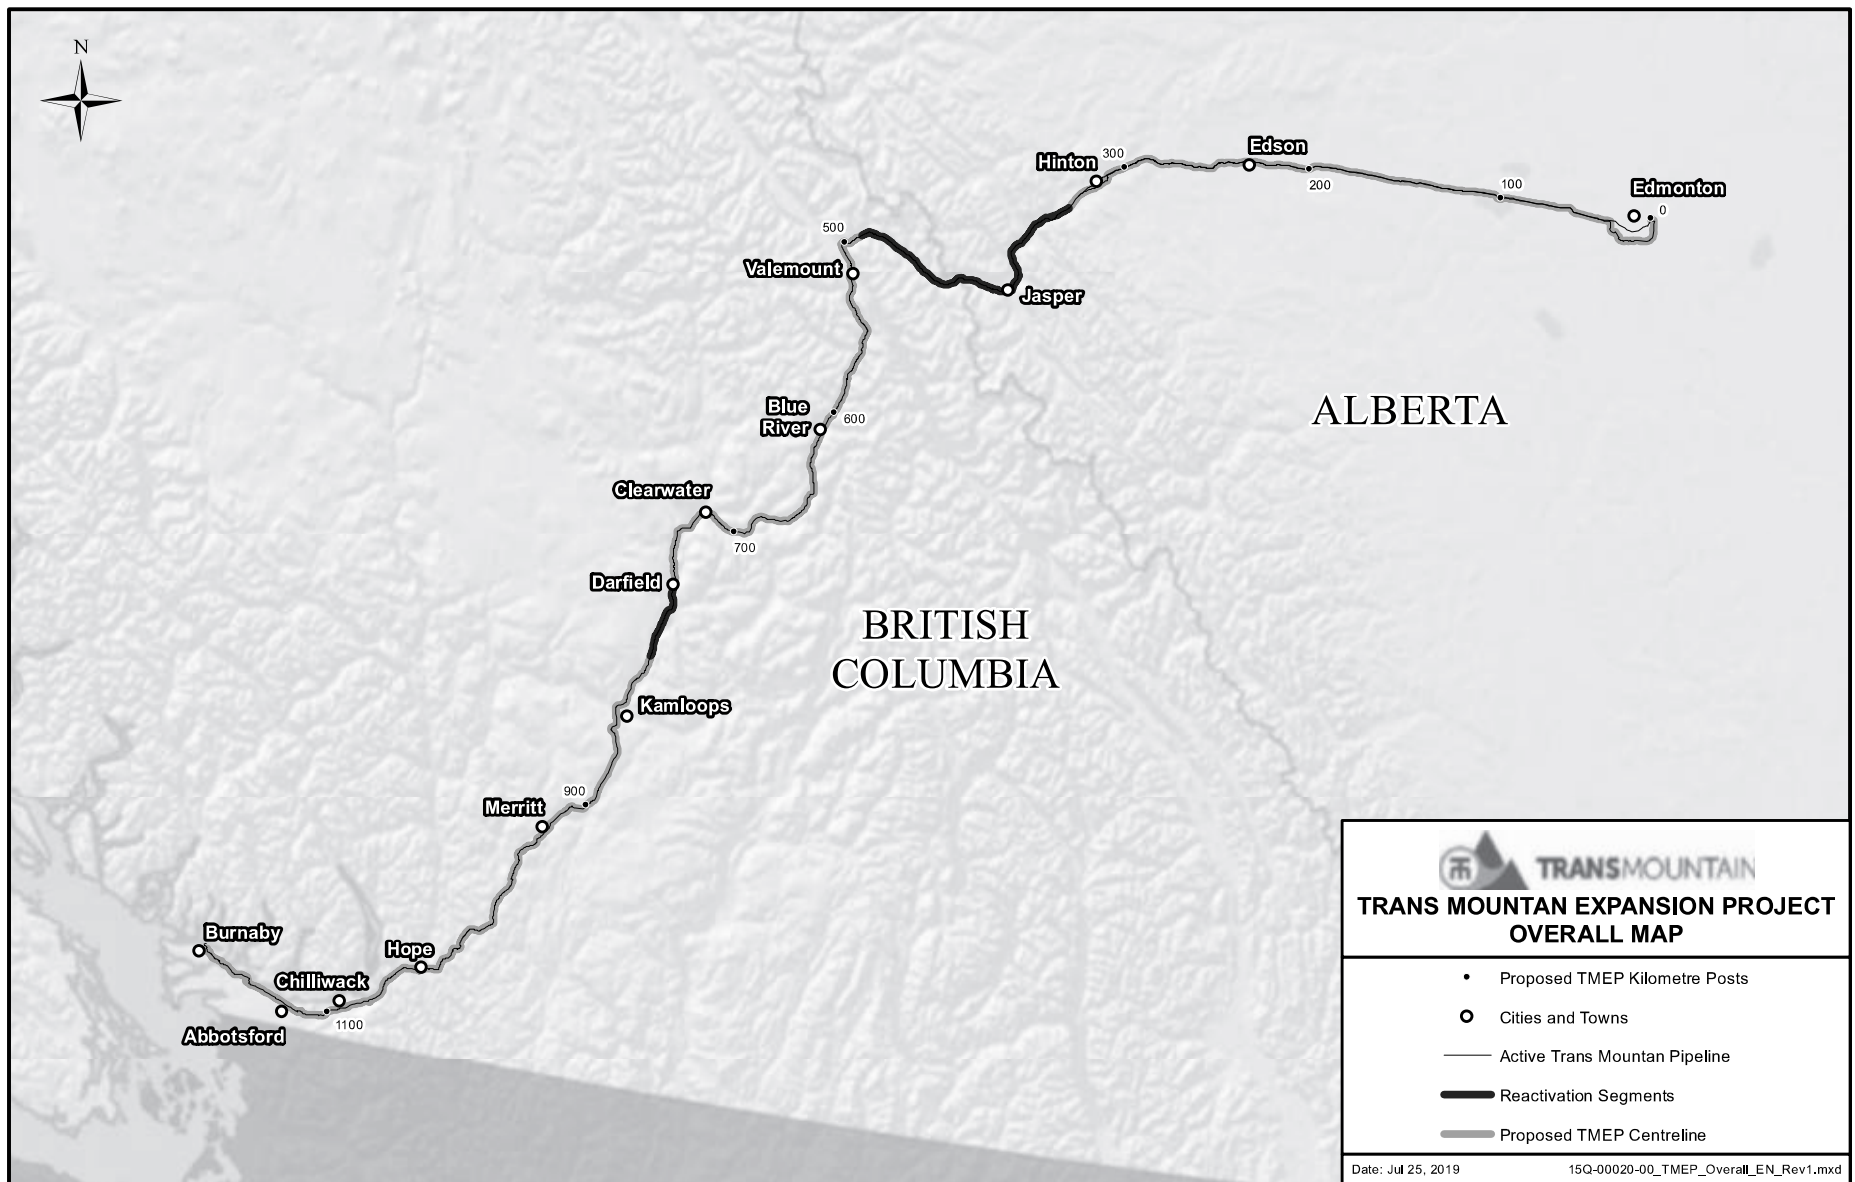 N
Edson
Hinton
300
200
100
Edmonton
0
500
Valemount
Jasper
ALBERTA
Blue
River
600
Clearwater
700
Darfield
BRITISH
COLUMBIA
Kamloops
900
Merritt
Burnaby
Hope
Chilliwack
1100
Abbotsford
TRANSMOUNTAIN
TRANS MOUNTAN EXPANSION PROJECT
OVERALL MAP
Proposed TMEP Kilometre Posts
Cities and Towns
Active Trans Mountan Pipeline
Reactivation Segments
Proposed TMEP Centreline
Date: Jul 25, 2019 15Q-00020-00_TMEP_Overall_EN_Rev1.mxd